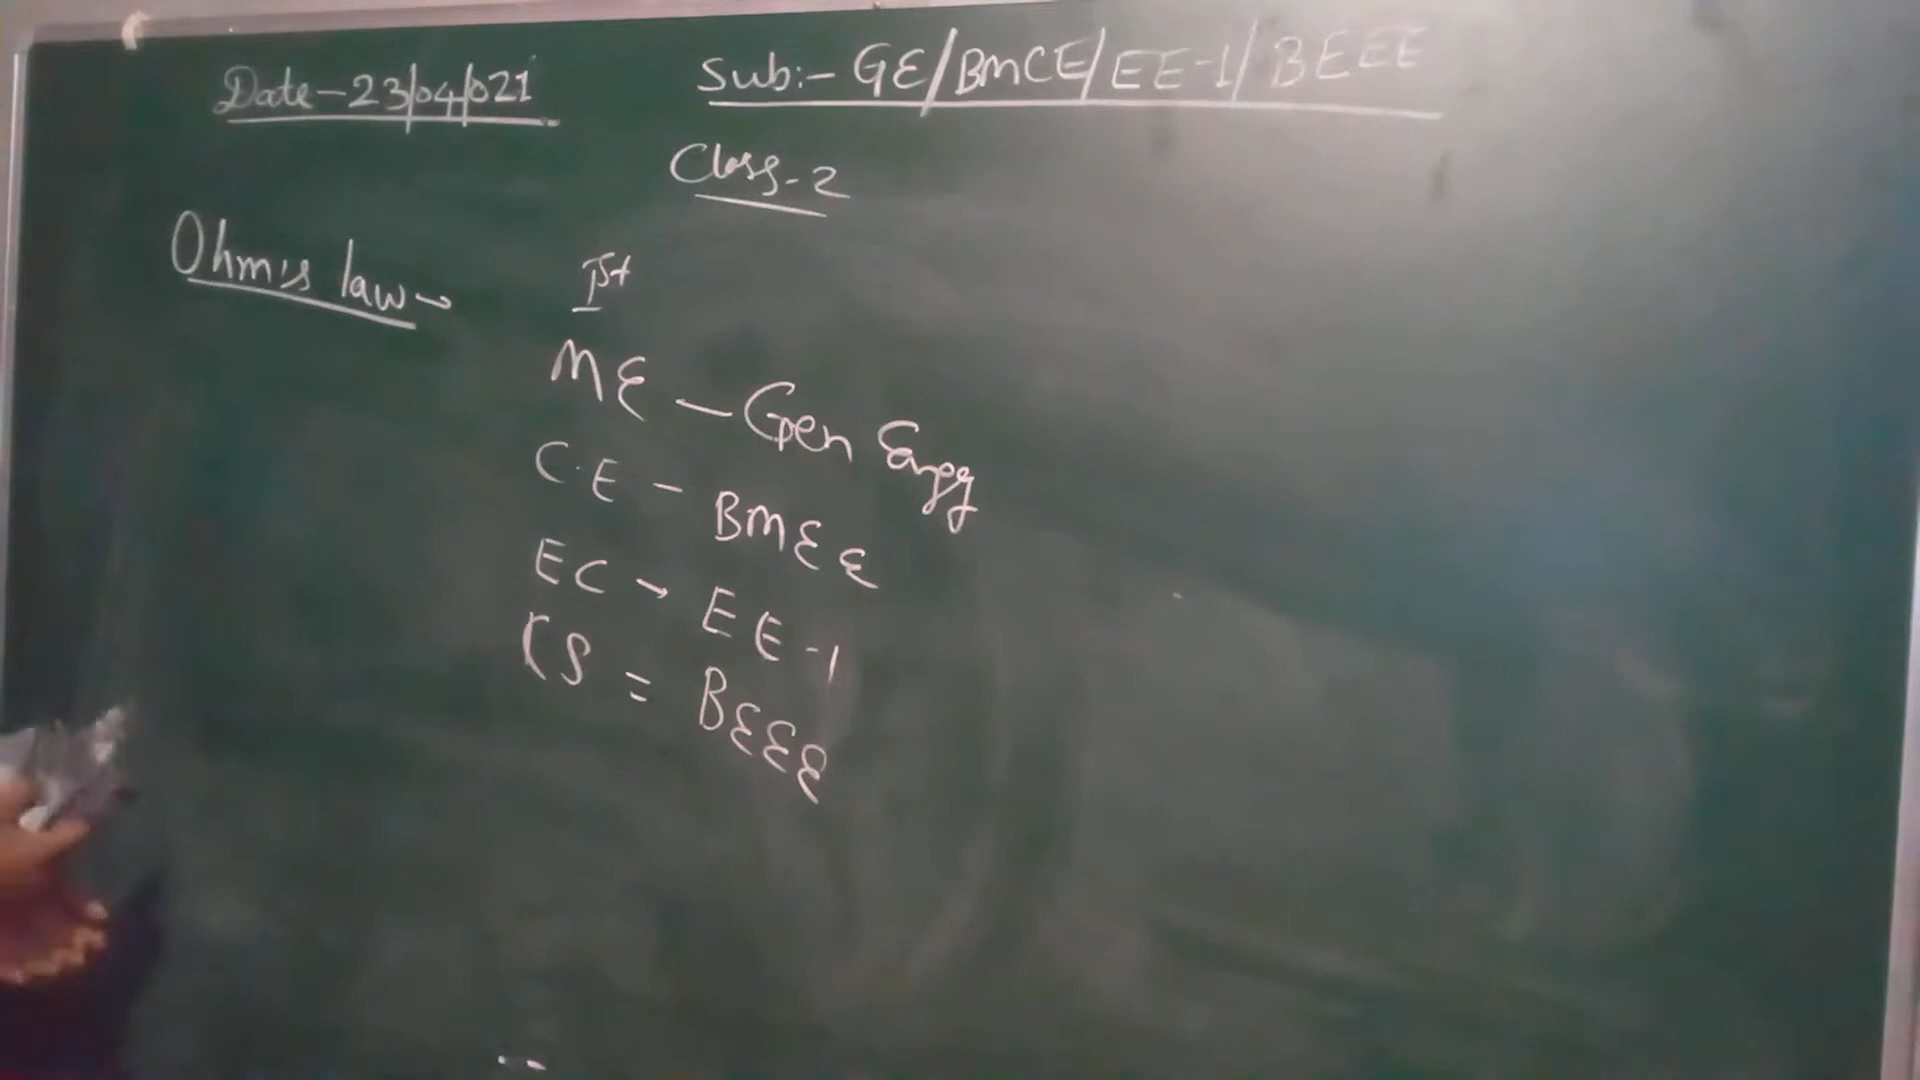 Date-23/04/021
Sub:- GE/BMCE/EE-1/BEEE
Class-2
Ohm's law→
Ist
ME - Gen Engg
C.E - BMEE
EC → EE-1
CS = BEEE